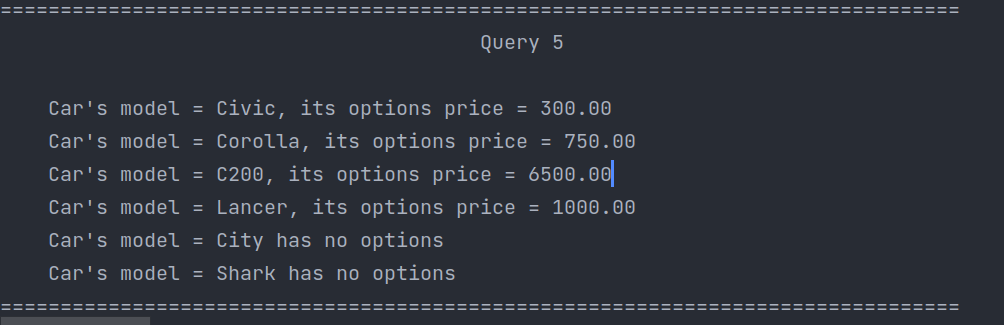 ================================================================================
Query 5
Car's model = Civic, its options price = 300.00
Car's model = Corolla, its options price = 750.00
Car's model = C200, its options price = 6500.00
Car's model = Lancer, its options price = 1000.00
Car's model = City has no options
Car's model = Shark has no options
================================================================================